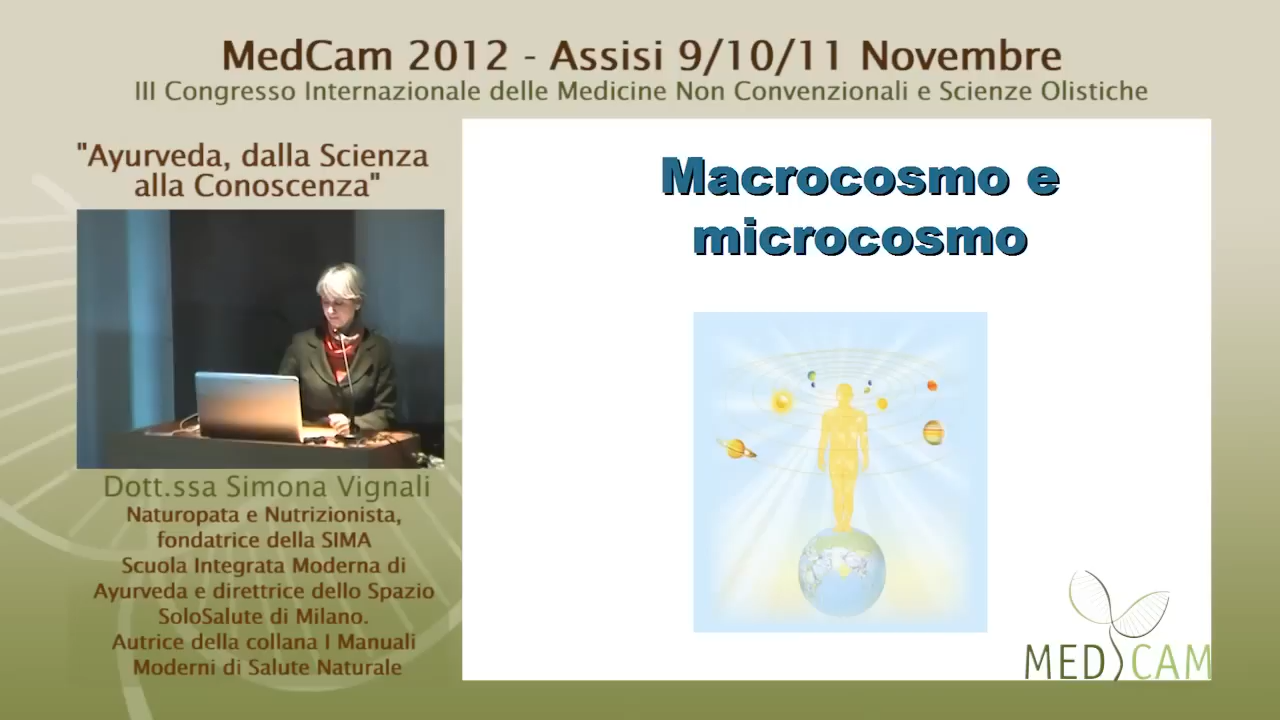 MedCam 2012 - Assisi 9/10/11 Novembre
III Congresso Internazionale delle Medicine Non Convenzionali e Scienze Olistiche
"Ayurveda, dalla Scienza
alla Conoscenza"
Dott.ssa Simona Vignali
Naturopata e Nutrizionista,
fondatrice della SIMA
Scuola Integrata Moderna di
Ayurveda e direttrice dello Spazio
SoloSalute di Milano.
Autrice della collana I Manuali
Moderni di Salute Naturale
Macrocosmo e
microcosmo
MEDCAM